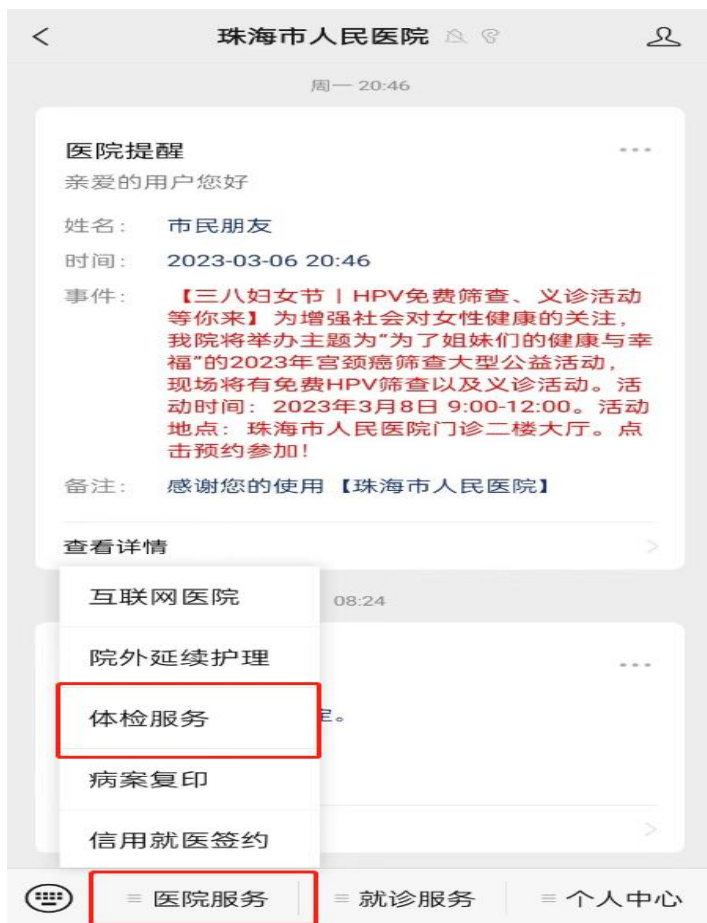 珠海市人民医院
周一 20:46
医院提醒
亲爱的用户您好
姓名： 市民朋友
时间： 2023-03-06 20:46
事件： 【三八妇女节 | HPV免费筛查、义诊活动
等你来】为增强社会对女性健康的关注，
我院将举办主题为“为了姐妹们的健康与幸
福”的2023年宫颈癌筛查大型公益活动，
现场将有免费HPV筛查以及义诊活动。活
动时间：2023年3月8日 9:00-12:00。活动
地点：珠海市人民医院门诊二楼大厅。点
击预约参加！
备注： 感谢您的使用【珠海市人民医院】
查看详情
08:24
互联网医院
院外延续护理
体检服务
病案复印
信用就医签约
医院服务 就诊服务 个人中心